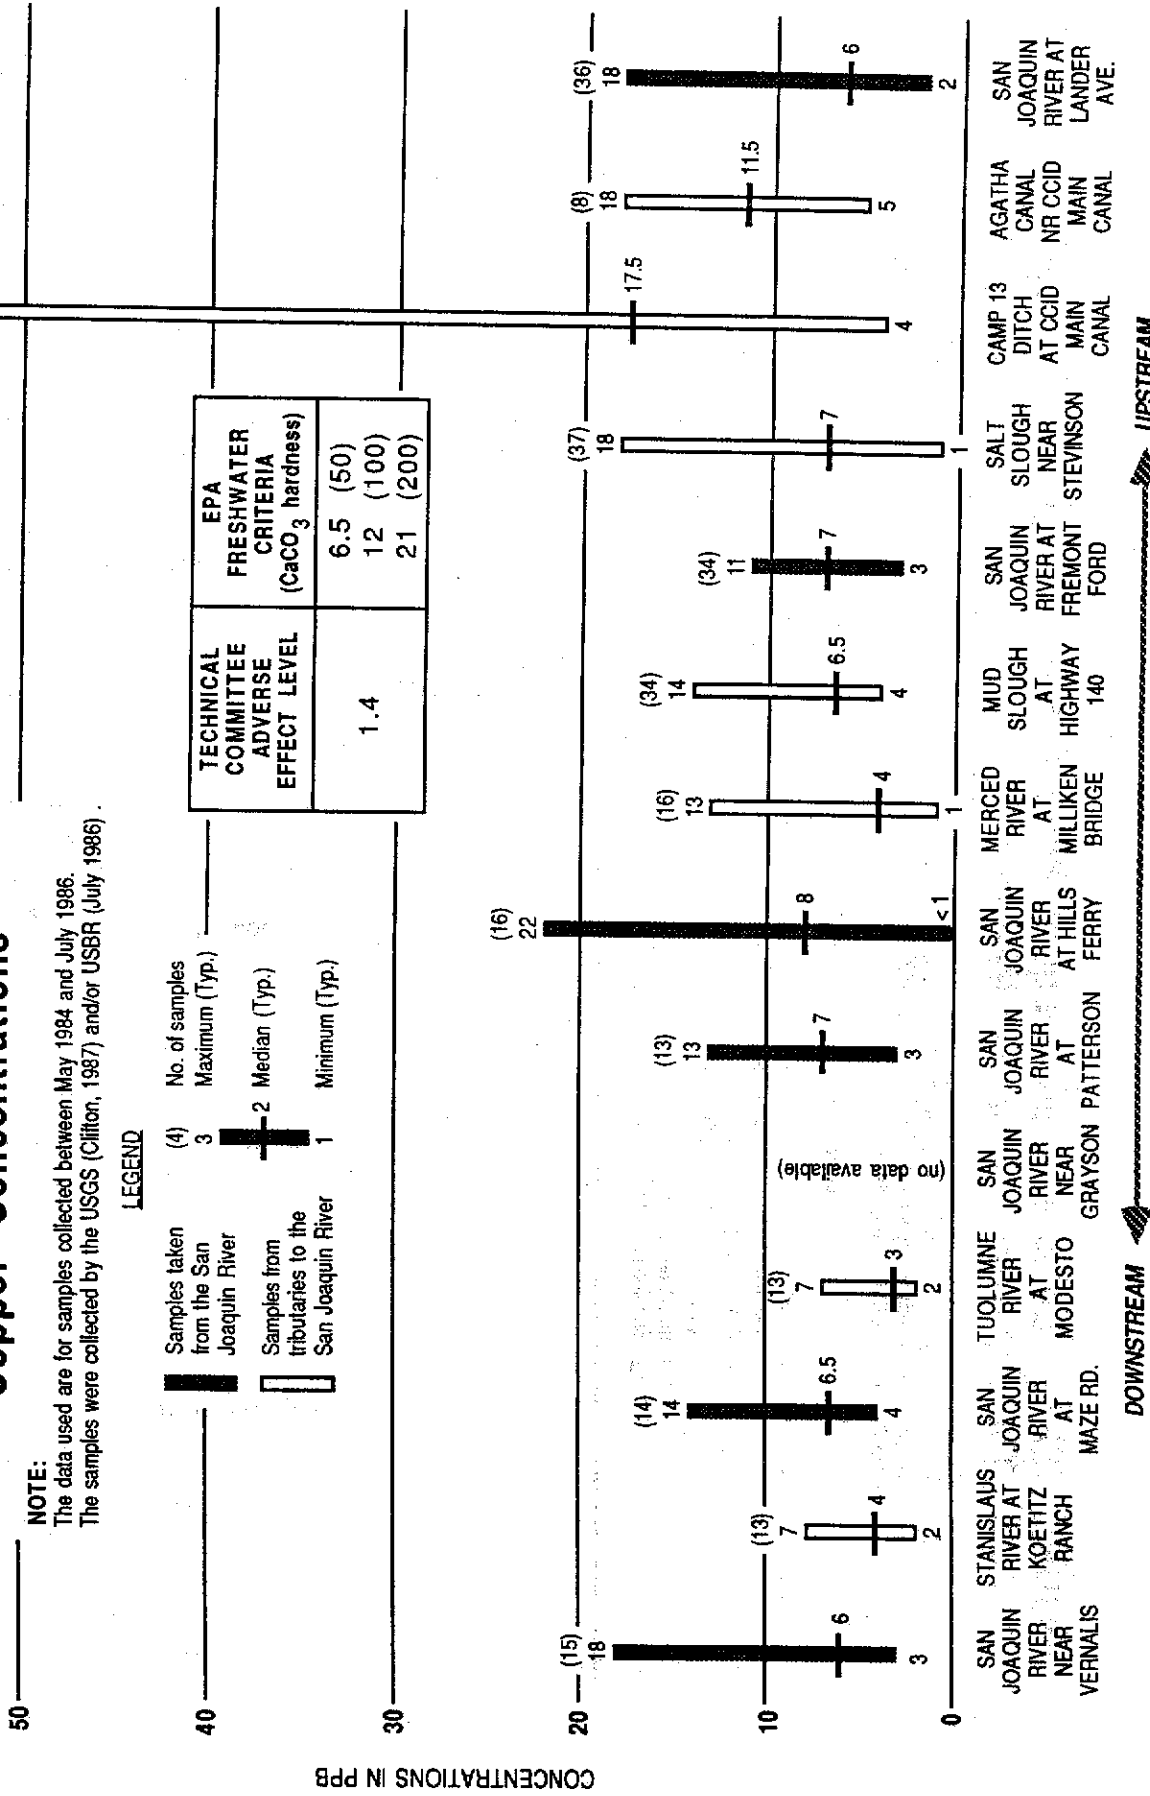 Copper Concentrations
NOTE:
The data used are for samples collected between May 1984 and July 1986.
The samples were collected by the USGS (Clifton, 1987) and/or USBR (July 1986) .
LEGEND
Samples taken
from the San
Joaquin River
Samples from
tributaries to the
San Joaquin River
(4) No. of samples
3 Maximum (Typ.)
2 Median (Typ.)
1 Minimum (Typ.)
TECHNICAL
COMMITTEE
ADVERSE
EFFECT LEVEL
1.4
EPA
FRESHWATER
CRITERIA
(CaCO3 hardness)
6.5 (50)
12 (100)
21 (200)
CONCENTRATIONS IN PPB
50
40
30
20
10
0
(15)
18
6
3
SAN
JOAQUIN
RIVER
NEAR
VERNALIS
(13)
7
4
2
STANISLAUS
RIVER AT
KOETITZ
RANCH
(14)
14
6.5
4
SAN
JOAQUIN
RIVER
AT
MAZE RD.
(13)
7
3
2
TUOLUMNE
RIVER
AT
MODESTO
(no data available)
SAN
JOAQUIN
RIVER
NEAR
GRAYSON
(13)
13
7
3
SAN
JOAQUIN
RIVER
AT
PATTERSON
(16)
22
8
<1
SAN
JOAQUIN
RIVER
AT HILLS
FERRY
(16)
13
4
1
MERCED
RIVER
AT
MILLIKEN
BRIDGE
(34)
14
6.5
4
MUD
SLOUGH
AT
HIGHWAY
140
(34)
11
7
3
SAN
JOAQUIN
RIVER AT
FREMONT
FORD
(37)
18
7
1
SALT
SLOUGH
NEAR
STEVINSON
17.5
4
CAMP 13
DITCH
AT CCID
MAIN
CANAL
(8)
18
11.5
5
AGATHA
CANAL
NR CCID
MAIN
CANAL
(36)
18
6
2
SAN
JOAQUIN
RIVER AT
LANDER
AVE.
DOWNSTREAM
UPSTREAM